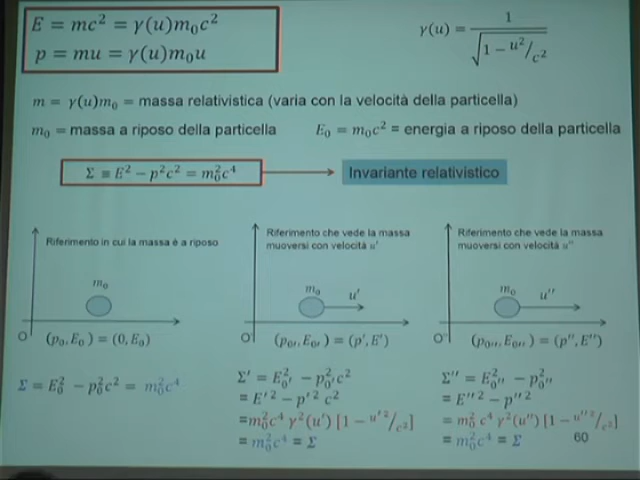 E = mc² = γ(u)m₀c²
p = mu = γ(u)m₀u
γ(u) = 1 / √(1 − u²/c²)
m = γ(u)m₀ = massa relativistica (varia con la velocità della particella)
m₀ = massa a riposo della particella
E₀ = m₀c² = energia a riposo della particella
Σ ≡ E² − p²c² = m₀²c⁴
Invariante relativistico
Riferimento in cui la massa è a riposo
m₀
O
(p₀, E₀) = (0, E₀)
Σ = E₀² − p₀²c² = m₀²c⁴
Riferimento che vede la massa
muoversi con velocità u'
m₀
u'
O'
(p₀′, E₀′) = (p', E')
Σ' = E₀′² − p₀′²c²
= E'² − p'² c²
=m₀²c⁴ γ²(u') [1 − u'²/c²]
= m₀²c⁴ = Σ
Riferimento che vede la massa
muoversi con velocità u''
m₀
u''
O''
(p₀″, E₀″) = (p'', E'')
Σ'' = E₀″² − p₀″²
= E''² − p''²
= m₀² c⁴ γ²(u'') [1 − u''²/c²]
= m₀²c⁴ = Σ
60